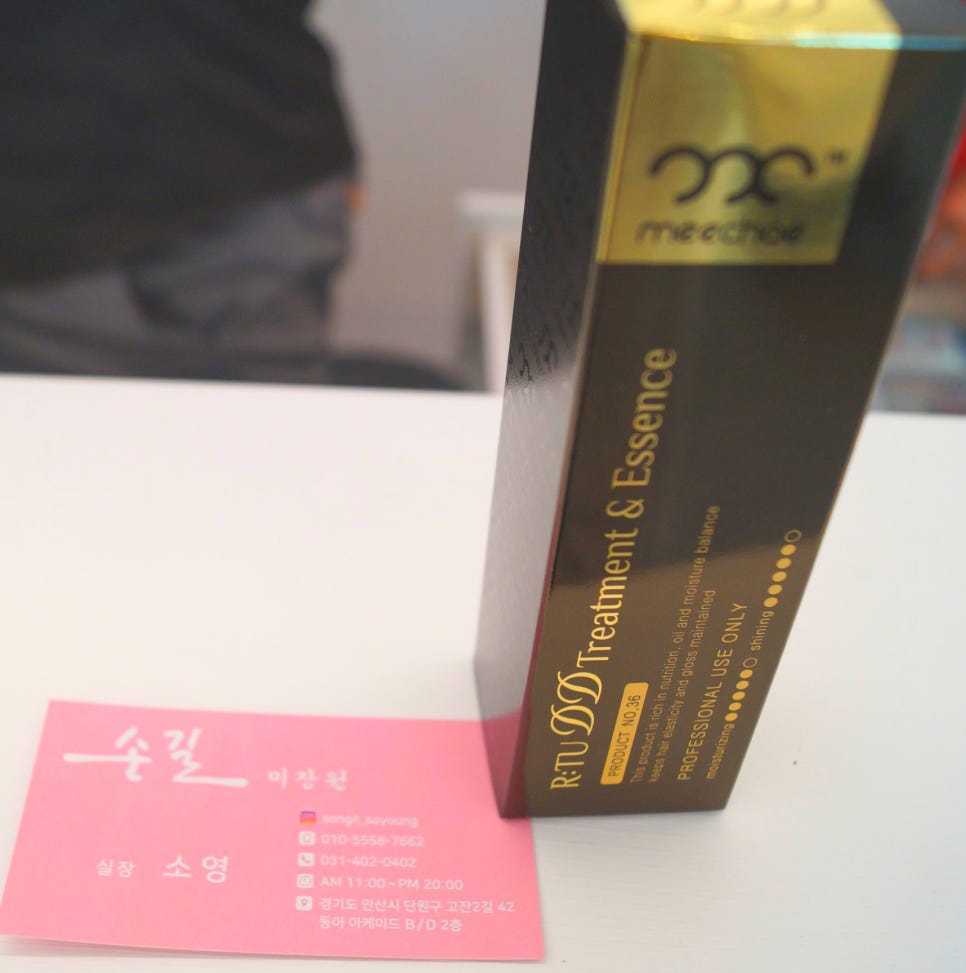 meechoe
R:TU DD Treatment & Essence
PRODUCT NO.36
This product is rich in nutrition, oil and moisture balance
keeps hair elasticity and gloss maintained
PROFESSIONAL USE ONLY
moisturizing shining
손길 미장원
songil_soyoung
010-5558-7662
031-402-0402
실장 소영
AM 11:00~PM 20:00
경기도 안산시 단원구 고잔2길 42
동아 아케이드 B/D 2층